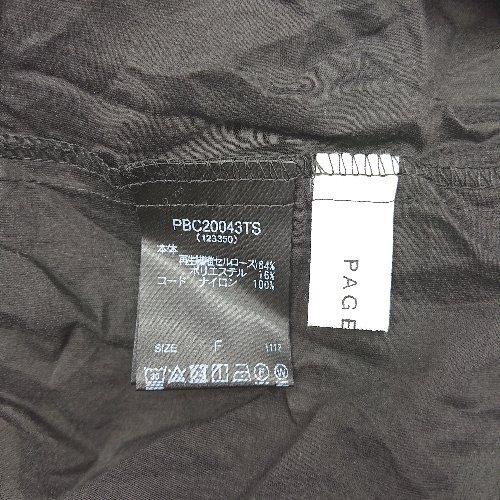 PBC20043TS
(123350)
本体
再生繊維セルロース 84%
ポリエステル 16%
コード ナイロン 100%
SIZE F 1117
PAGE